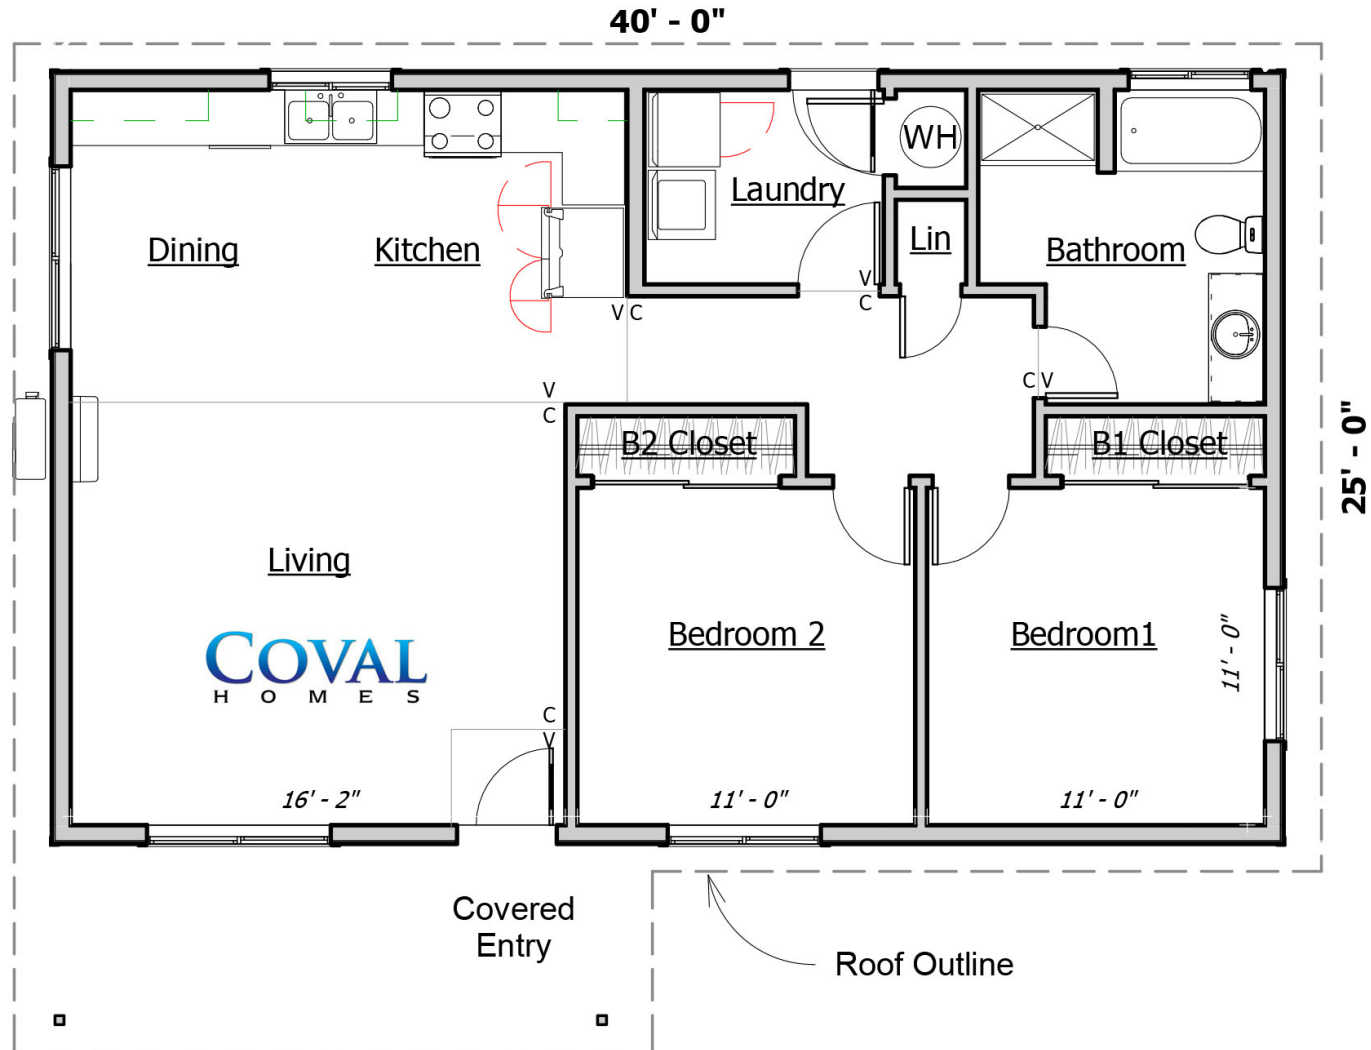 40' - 0"
WH
Laundry
Lin
Dining
Kitchen
Bathroom
V
C
V C
V
C
C V
B2 Closet
B1 Closet
25' - 0"
Living
Bedroom 2
Bedroom1
11' - 0"
COVAL
HOMES
C
V
16' - 2"
11' - 0"
11' - 0"
Covered
Entry
Roof Outline